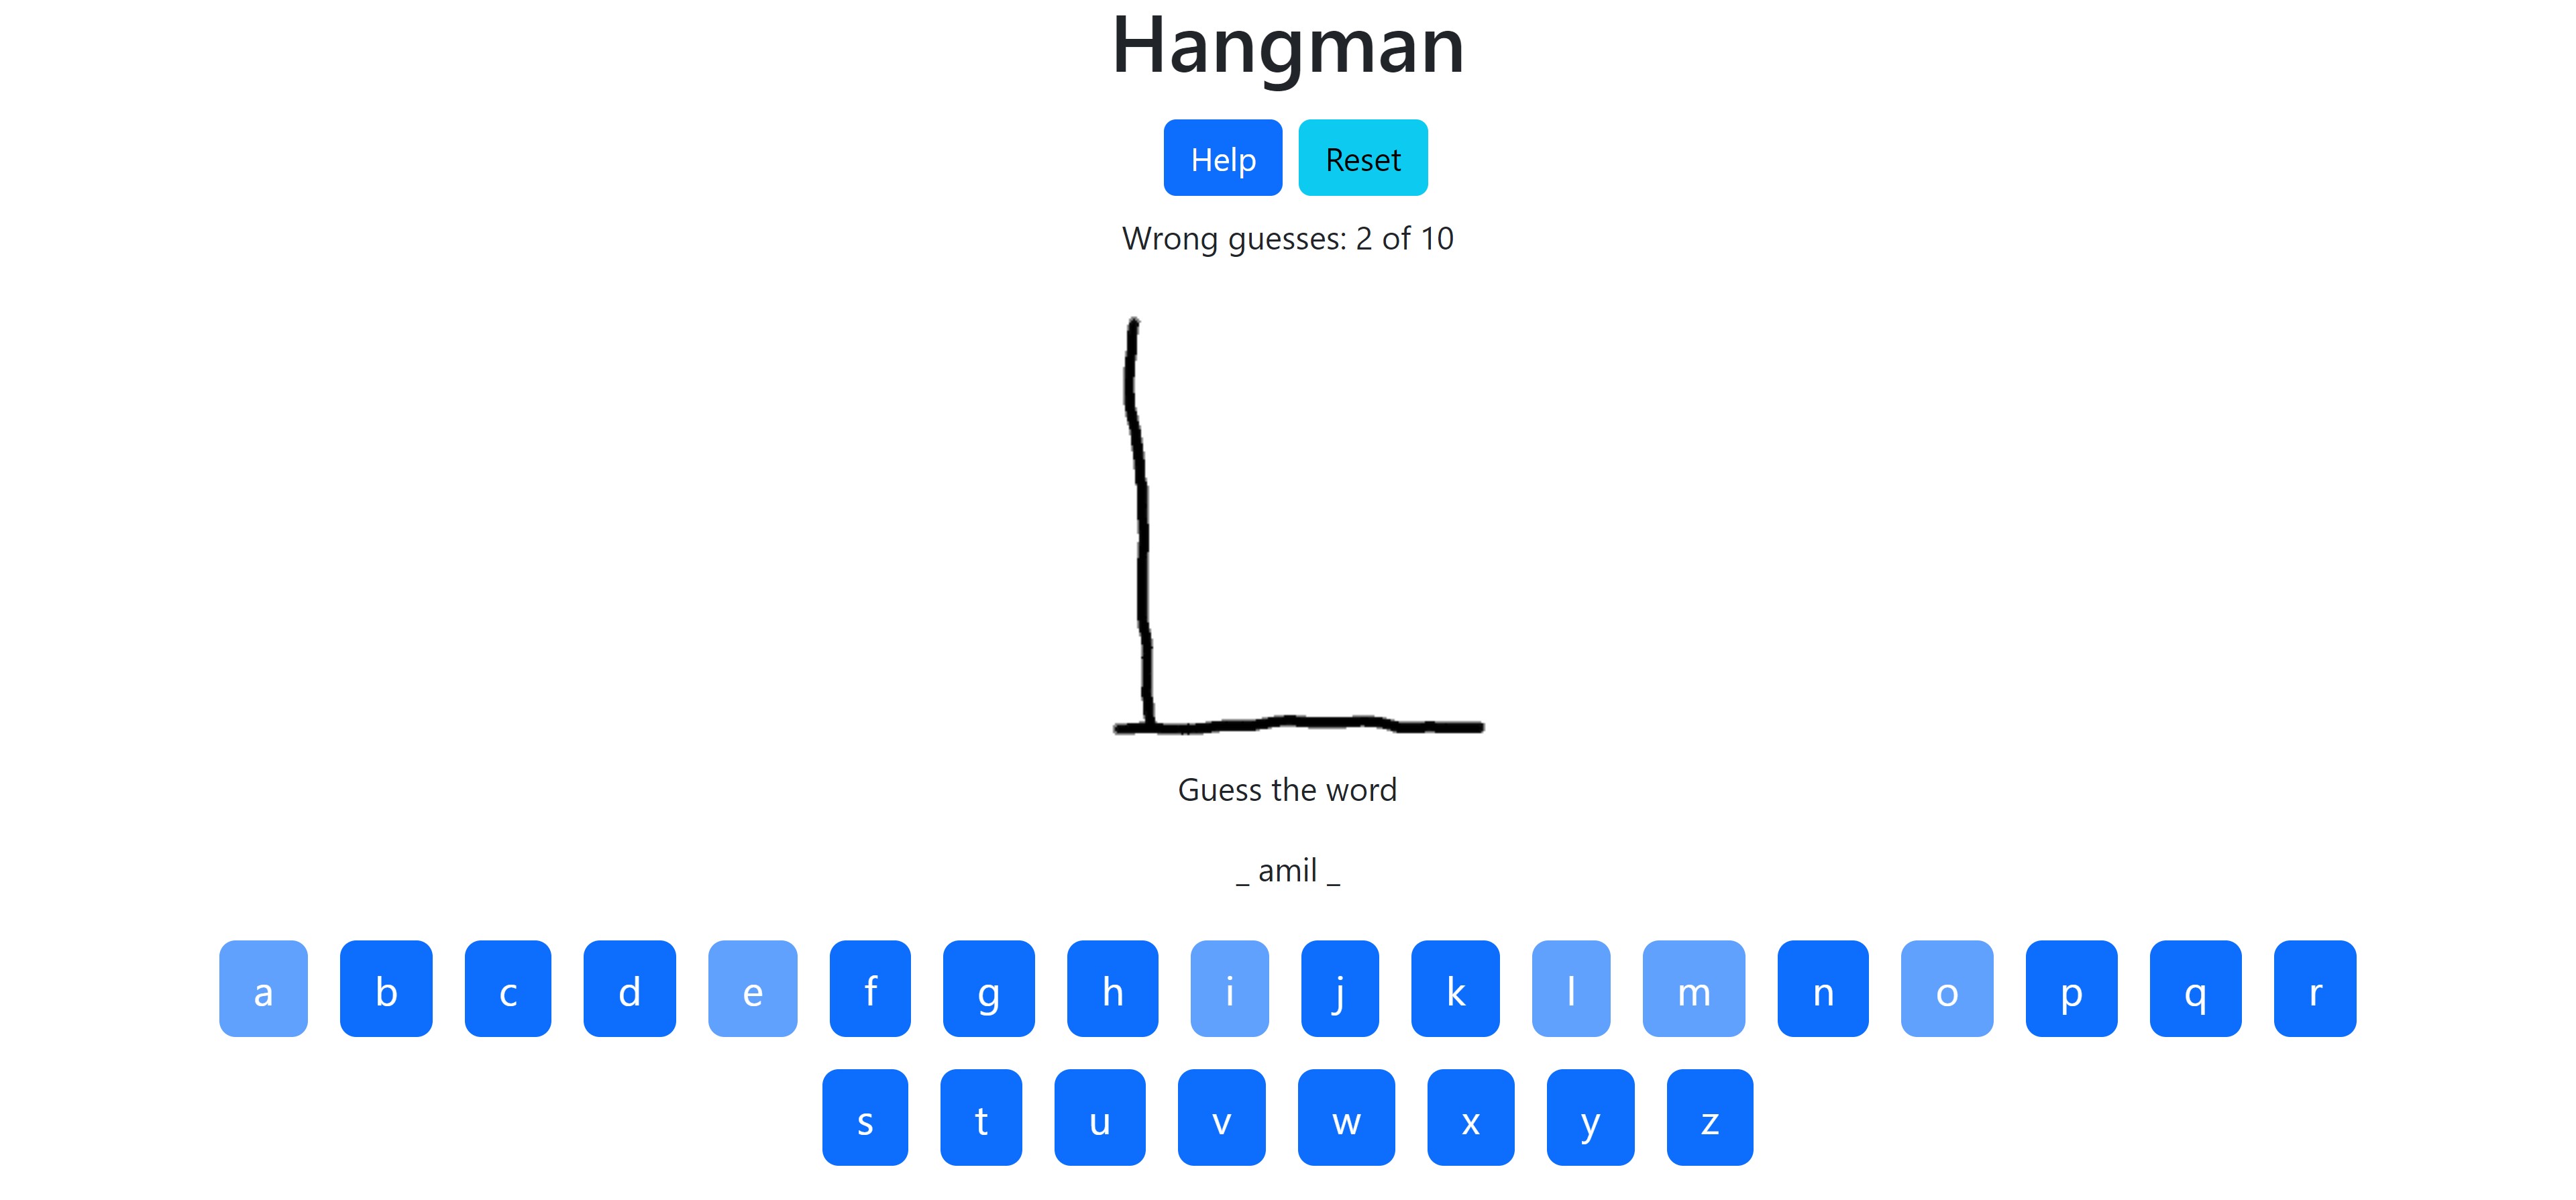 Hangman
Help Reset
Wrong guesses: 2 of 10
Guess the word
_ amil _
a b c d e f g h i j k l m n o p q r
s t u v w x y z